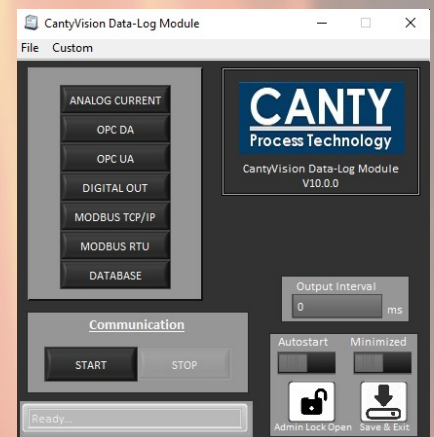 CantyVision Data-Log Module
File Custom
ANALOG CURRENT
OPC DA
OPC UA
DIGITAL OUT
MODBUS TCP/IP
MODBUS RTU
DATABASE
CANTY
Process Technology
CantyVision Data-Log Module
V10.0.0
Output Interval
0 ms
Communication
START STOP
Autostart Minimized
Admin Lock Open Save & Exit
Ready...